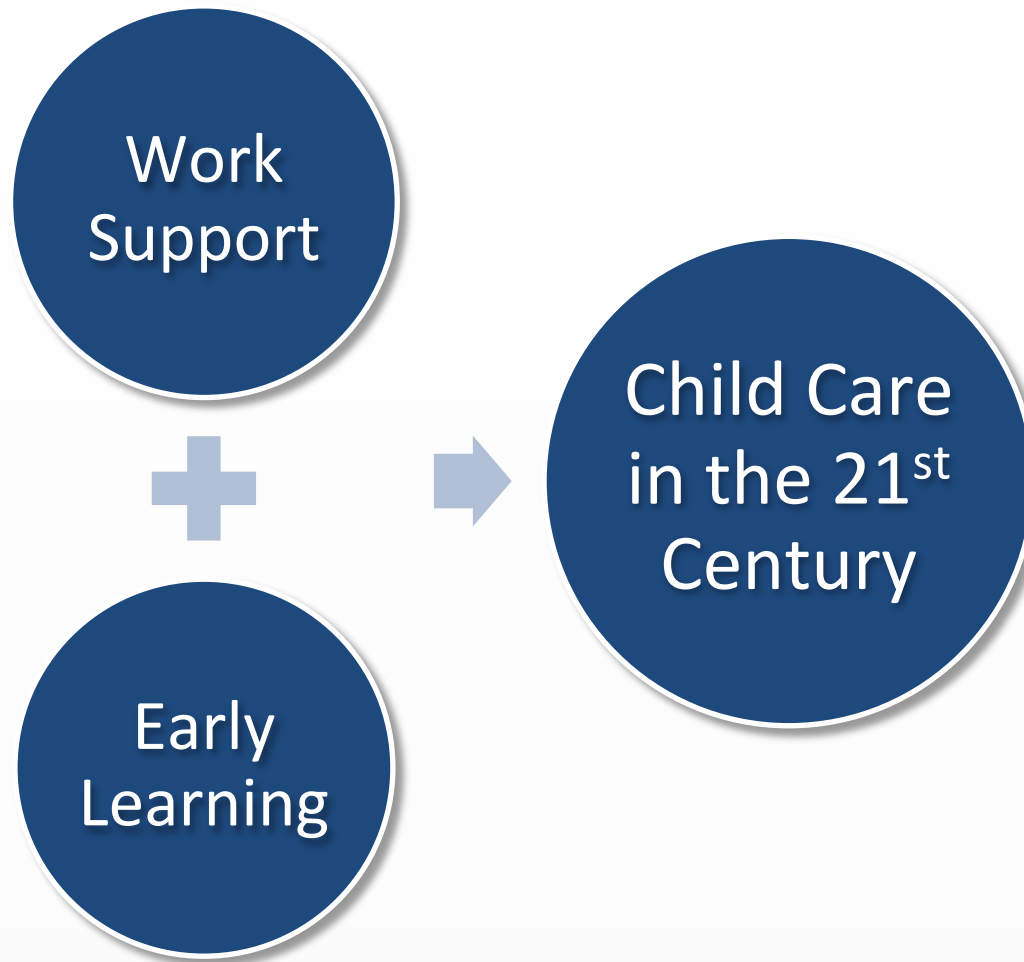 Work
Support
Early
Learning
Child Care
in the 21st
Century